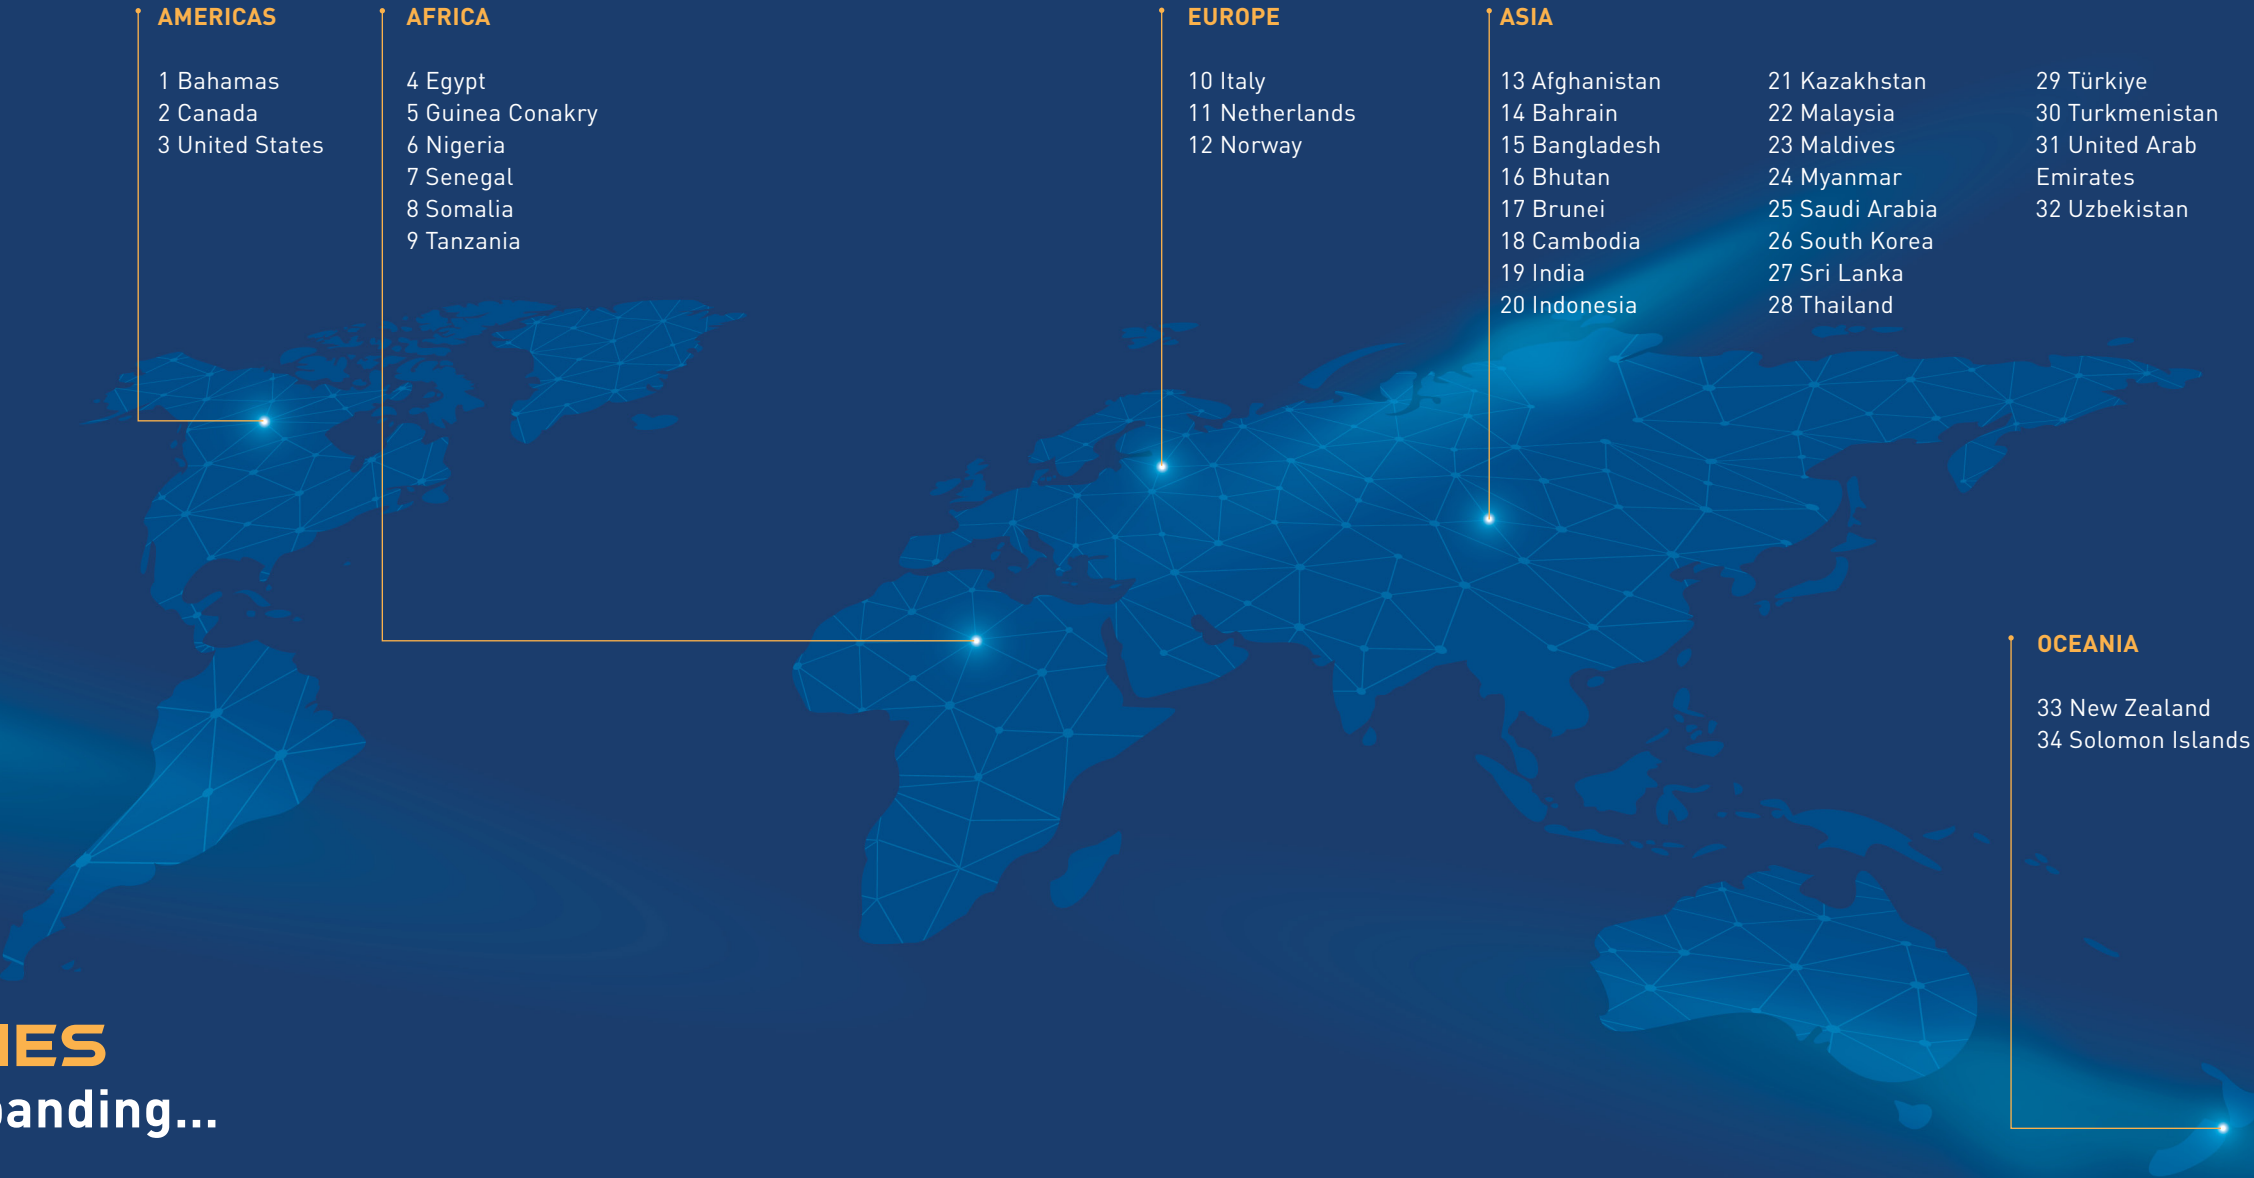 AMERICAS
1 Bahamas
2 Canada
3 United States
AFRICA
4 Egypt
5 Guinea Conakry
6 Nigeria
7 Senegal
8 Somalia
9 Tanzania
EUROPE
10 Italy
11 Netherlands
12 Norway
ASIA
13 Afghanistan
14 Bahrain
15 Bangladesh
16 Bhutan
17 Brunei
18 Cambodia
19 India
20 Indonesia
21 Kazakhstan
22 Malaysia
23 Maldives
24 Myanmar
25 Saudi Arabia
26 South Korea
27 Sri Lanka
28 Thailand
29 Türkiye
30 Turkmenistan
31 United Arab
Emirates
32 Uzbekistan
OCEANIA
33 New Zealand
34 Solomon Islands